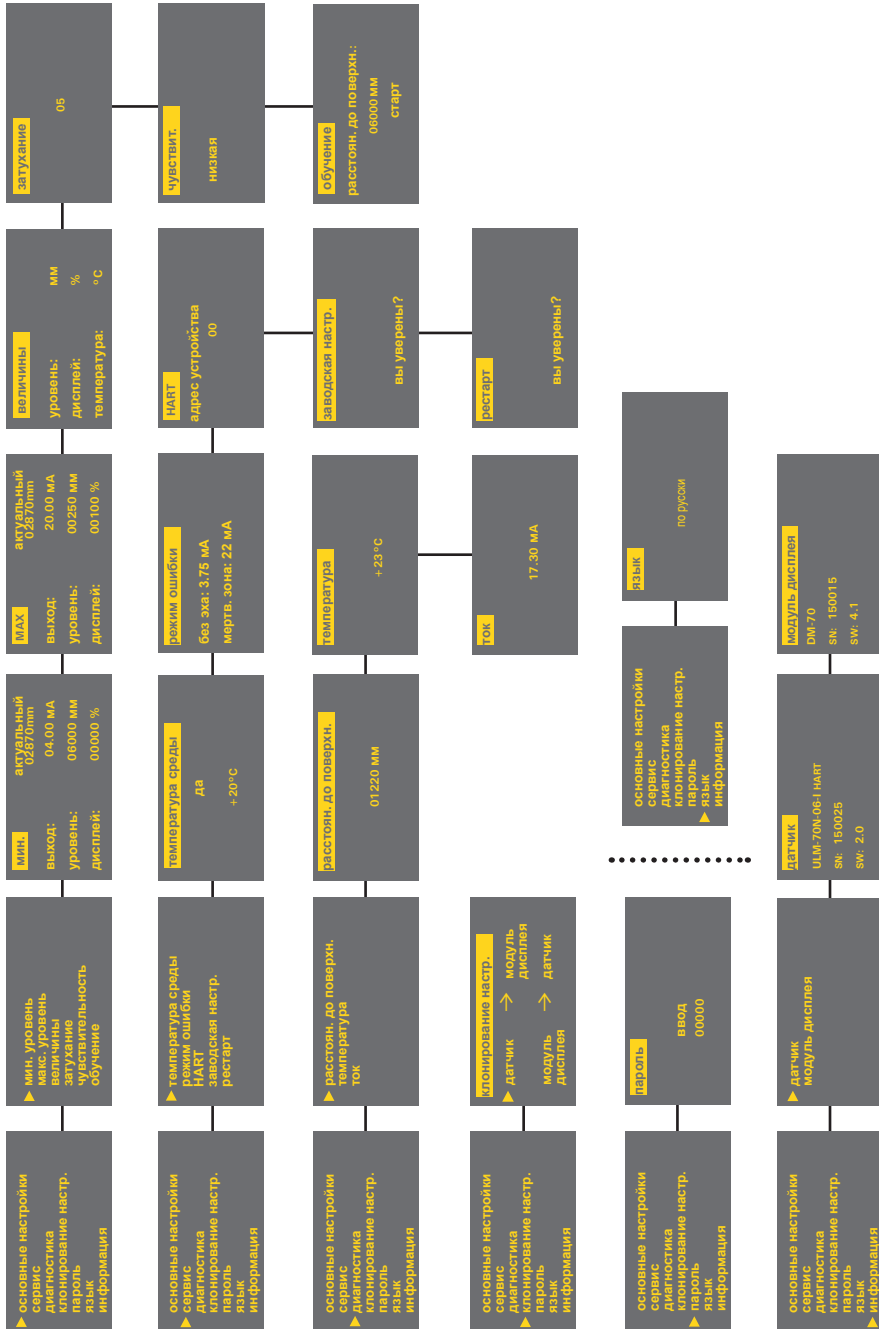 основные настройки
сервис
диагностика
клонирование настр.
пароль
язык
информация
мин. уровень
макс. уровень
величины
затухание
чувствительность
обучение
мин.
актуальный
02870mm
выход: 04.00 мА
уровень: 06000 мм
дисплей: 00000 %
MAX
актуальный
02870mm
выход: 20.00 мА
уровень: 00250 мм
дисплей: 00100 %
величины
уровень: мм
дисплей: %
температура: °C
затухание
05
чувствит.
низкая
обучение
расстоян. до поверхн.:
06000 мм
старт
основные настройки
сервис
диагностика
клонирование настр.
пароль
язык
информация
температура среды
режим ошибки
HART
заводская настр.
рестарт
температура среды
да
+20°C
режим ошибки
без эха: 3.75 мА
мертв. зона: 22 мА
HART
адрес устройства
00
заводская настр.
вы уверены?
рестарт
вы уверены?
основные настройки
сервис
диагностика
клонирование настр.
пароль
язык
информация
расстоян. до поверхн.
температура
ток
расстоян. до поверхн.
01220 мм
температура
+23°C
ток
17.30 мА
основные настройки
сервис
диагностика
клонирование настр.
пароль
язык
информация
клонирование настр.
датчик → модуль
дисплея
модуль → датчик
дисплея
основные настройки
сервис
диагностика
клонирование настр.
пароль
язык
информация
пароль
ввод
00000
основные настройки
сервис
диагностика
клонирование настр.
пароль
язык
информация
язык
по русски
основные настройки
сервис
диагностика
клонирование настр.
пароль
язык
информация
датчик
модуль дисплея
датчик
ULM-70N-06-I HART
SN: 150025
SW: 2.0
модуль дисплея
DM-70
SN: 150015
SW: 4.1